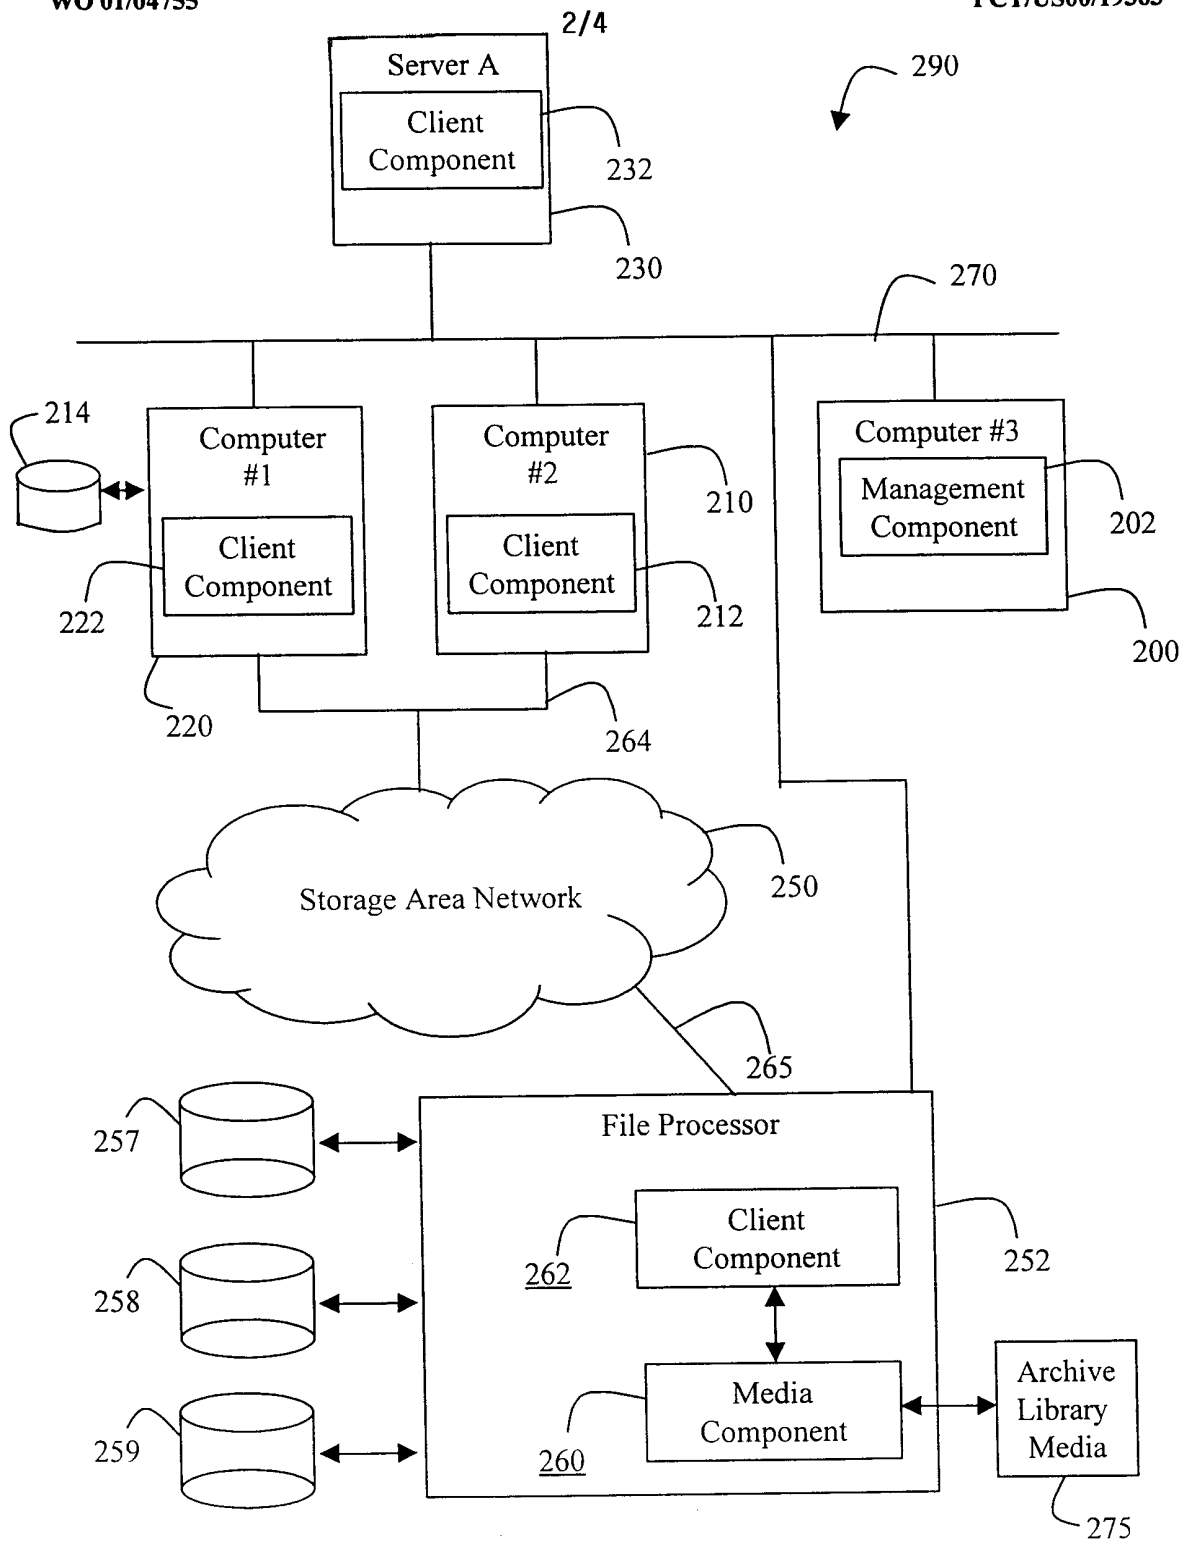 2/4
Server A
290
Client
Component
232
230
270
214
Computer
#1
Computer
#2
210
Computer #3
Management
Component
202
Client
Component
222
Client
Component
212
200
220
264
250
Storage Area Network
265
257
File Processor
Client
Component
262
252
258
Media
Component
260
Archive
Library
Media
259
275